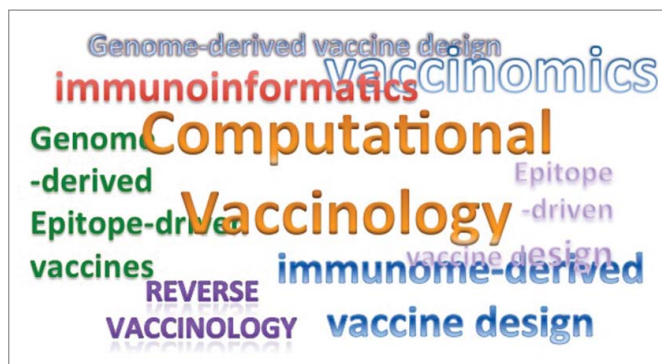 Genome-derived vaccine design
vaccinomics
immunoinformatics
Computational
Vaccinology
Genome
-derived
Epitope-driven
vaccines
Epitope
-driven
vaccine design
immunome-derived
vaccine design
REVERSE
VACCINOLOGY